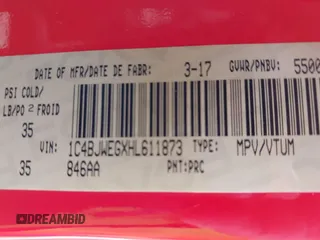 DATE OF MFR/DATE DE FABR: 3-17 GVWR/PNBV: 5500
PSI COLD/
LB/PO² FROID
35
VIN: 1C4BJWEGXHL611873 TYPE: MPV/VTUM
35 846AA PNT:PRC
DREAMBID